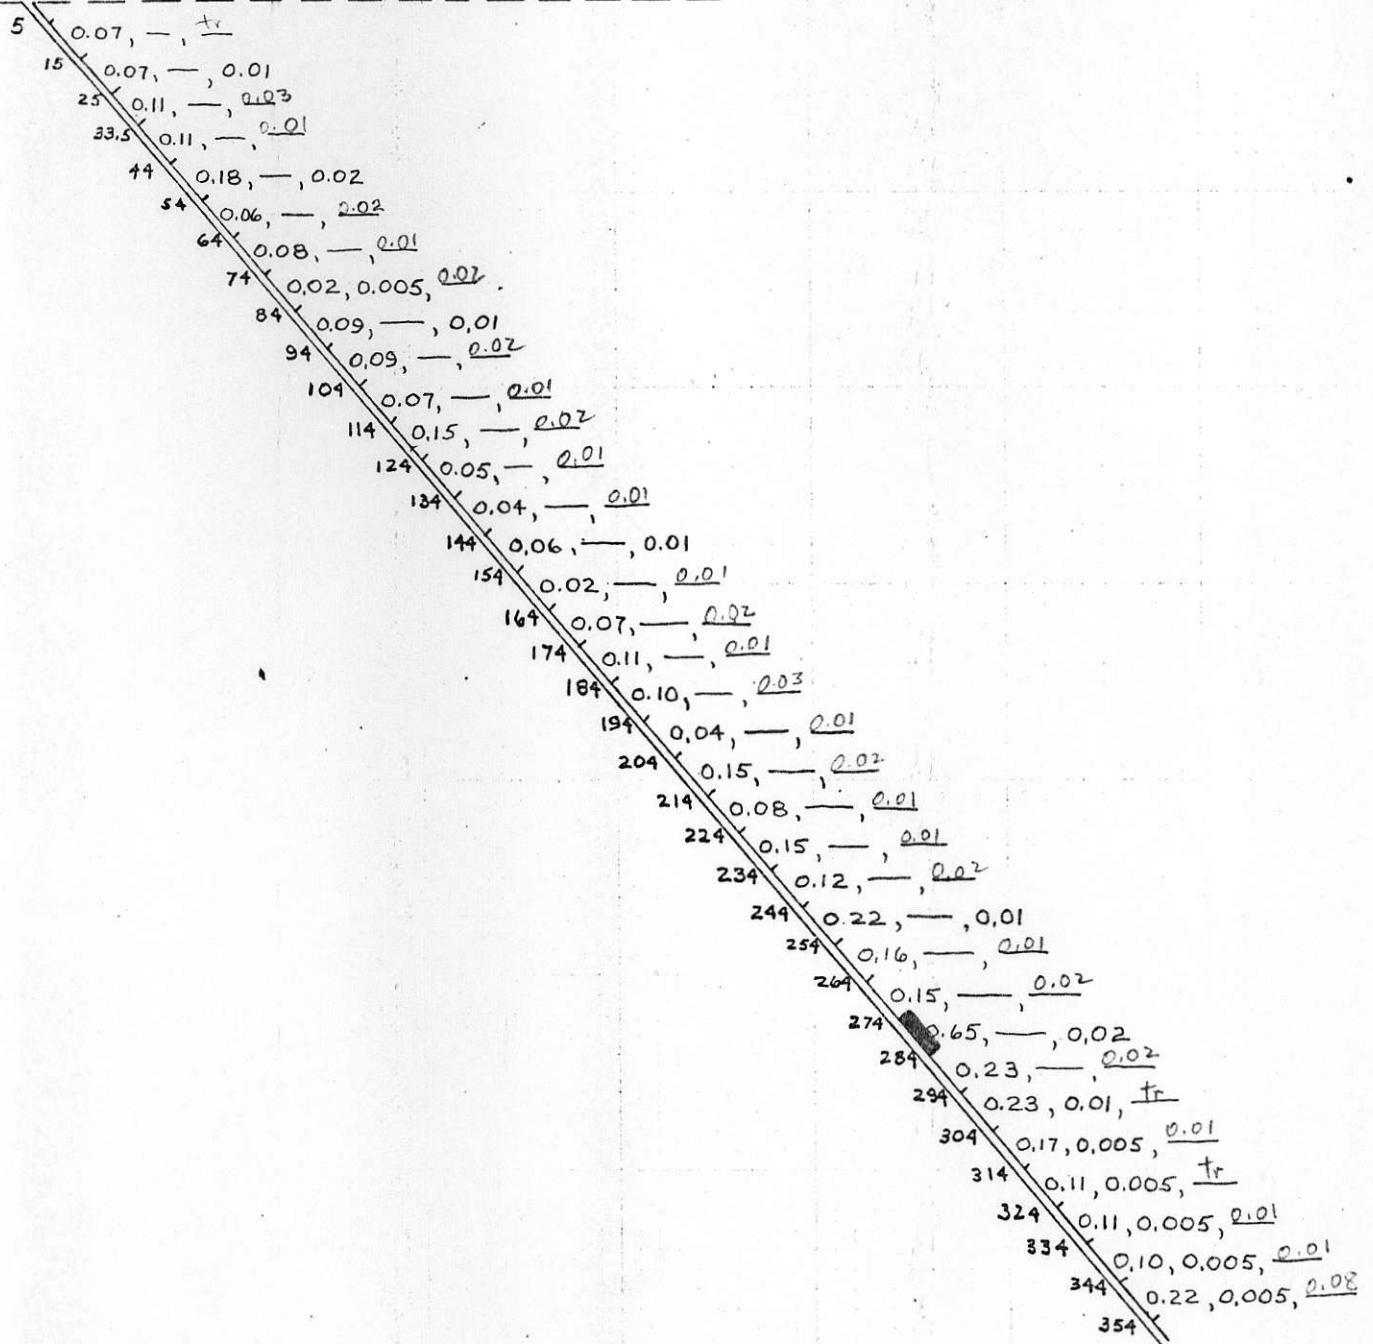 5
0.07, —, tr
15
0.07, —, 0.01
25
0.11, —, 0.03
33.5
0.11, —, 0.01
44
0.18, —, 0.02
54
0.06, —, 0.02
64
0.08, —, 0.01
74
0.02, 0.005, 0.02
84
0.09, —, 0.01
94
0.09, —, 0.02
104
0.07, —, 0.01
114
0.15, —, 0.02
124
0.05, —, 0.01
134
0.04, —, 0.01
144
0.06, —, 0.01
154
0.02, —, 0.01
164
0.07, —, 0.02
174
0.11, —, 0.01
184
0.10, —, 0.03
194
0.04, —, 0.01
204
0.15, —, 0.02
214
0.08, —, 0.01
224
0.15, —, 0.01
234
0.12, —, 0.02
244
0.22, —, 0.01
254
0.16, —, 0.01
264
0.15, —, 0.02
274
0.65, —, 0.02
284
0.23, —, 0.02
294
0.23, 0.01, tr
304
0.17, 0.005, 0.01
314
0.11, 0.005, tr
324
0.11, 0.005, 0.01
334
0.10, 0.005, 0.01
344
0.22, 0.005, 0.08
354